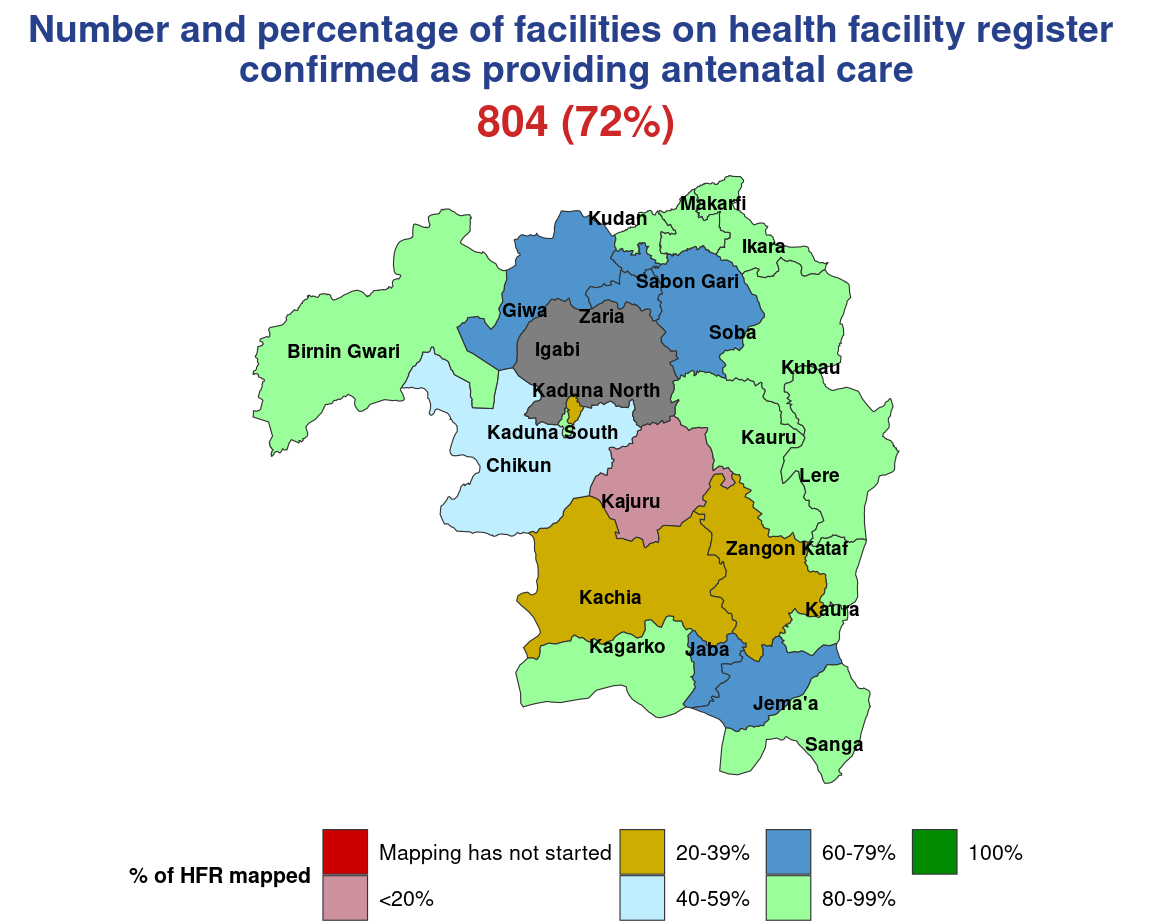 Number and percentage of facilities on health facility register
confirmed as providing antenatal care
804 (72%)
Makarfi
Kudan
Ikara
Sabon Gari
Giwa
Zaria
Soba
Igabi
Birnin Gwari
Kubau
Kaduna North
Kaduna South
Kauru
Chikun
Lere
Kajuru
Zangon Kataf
Kachia
Kaura
Kagarko
Jaba
Jema'a
Sanga
% of HFR mapped
Mapping has not started
<20%
20-39%
40-59%
60-79%
80-99%
100%